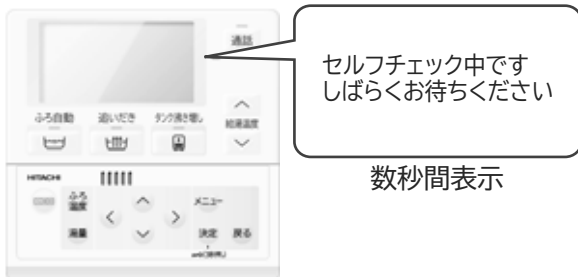 通話
セルフチェック中です
しばらくお待ちください
ふろ自動
追いだき
タンク沸き増し
給湯温度
数秒間表示
HITACHI
ふろ
温度
メニュー
湯量
決定
戻る